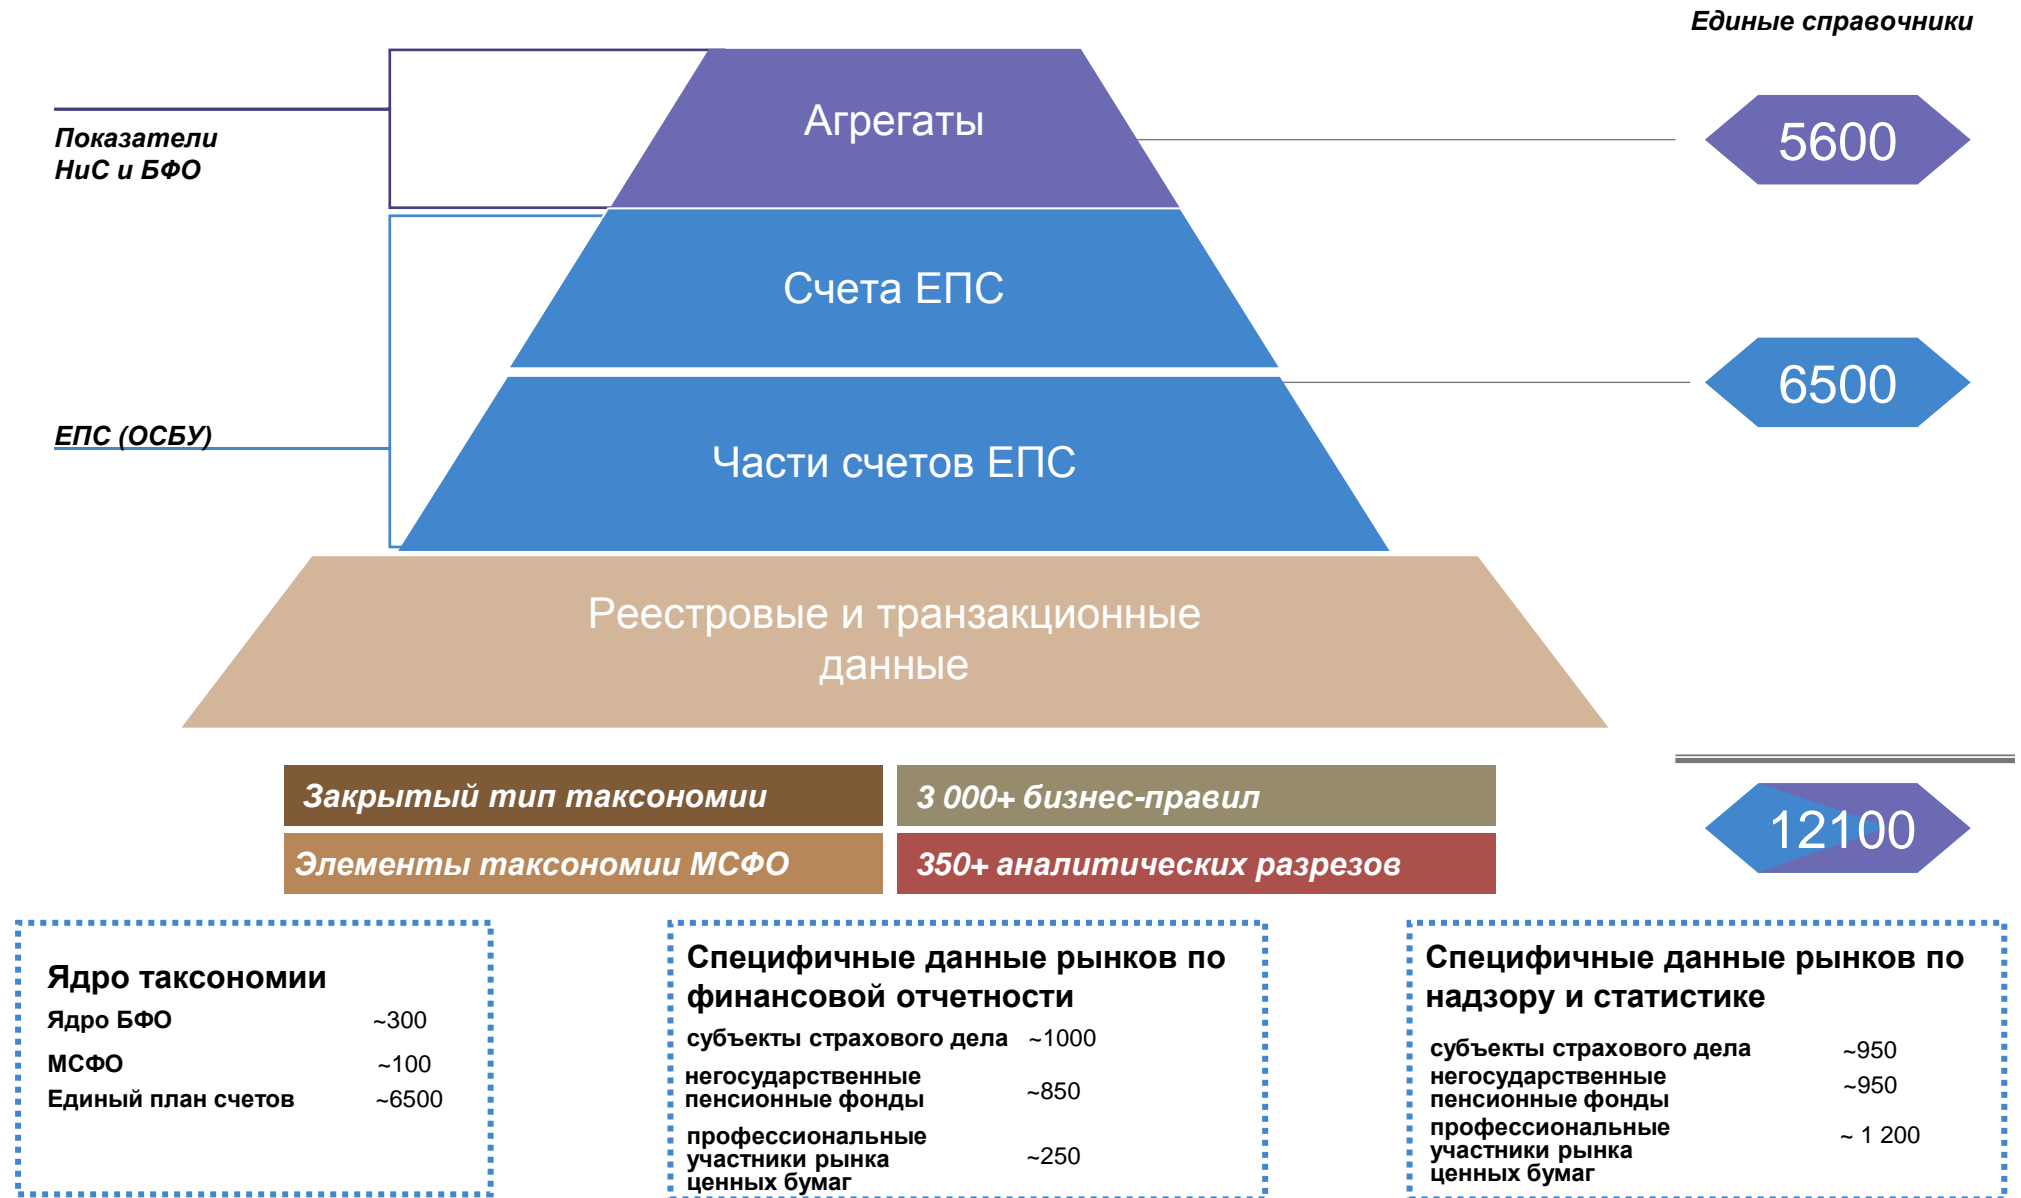 Единые справочники
Агрегаты
5600
Показатели
НиС и БФО
Счета ЕПС
6500
ЕПС (ОСБУ)
Части счетов ЕПС
Реестровые и транзакционные
данные
Закрытый тип таксономии
3 000+ бизнес-правил
Элементы таксономии МСФО
350+ аналитических разрезов
12100
Ядро таксономии
Ядро БФО ~300
МСФО ~100
Единый план счетов ~6500
Специфичные данные рынков по
финансовой отчетности
субъекты страхового дела ~1000
негосударственные
пенсионные фонды ~850
профессиональные
участники рынка ~250
ценных бумаг
Специфичные данные рынков по
надзору и статистике
субъекты страхового дела ~950
негосударственные
пенсионные фонды ~950
профессиональные
участники рынка ~ 1 200
ценных бумаг